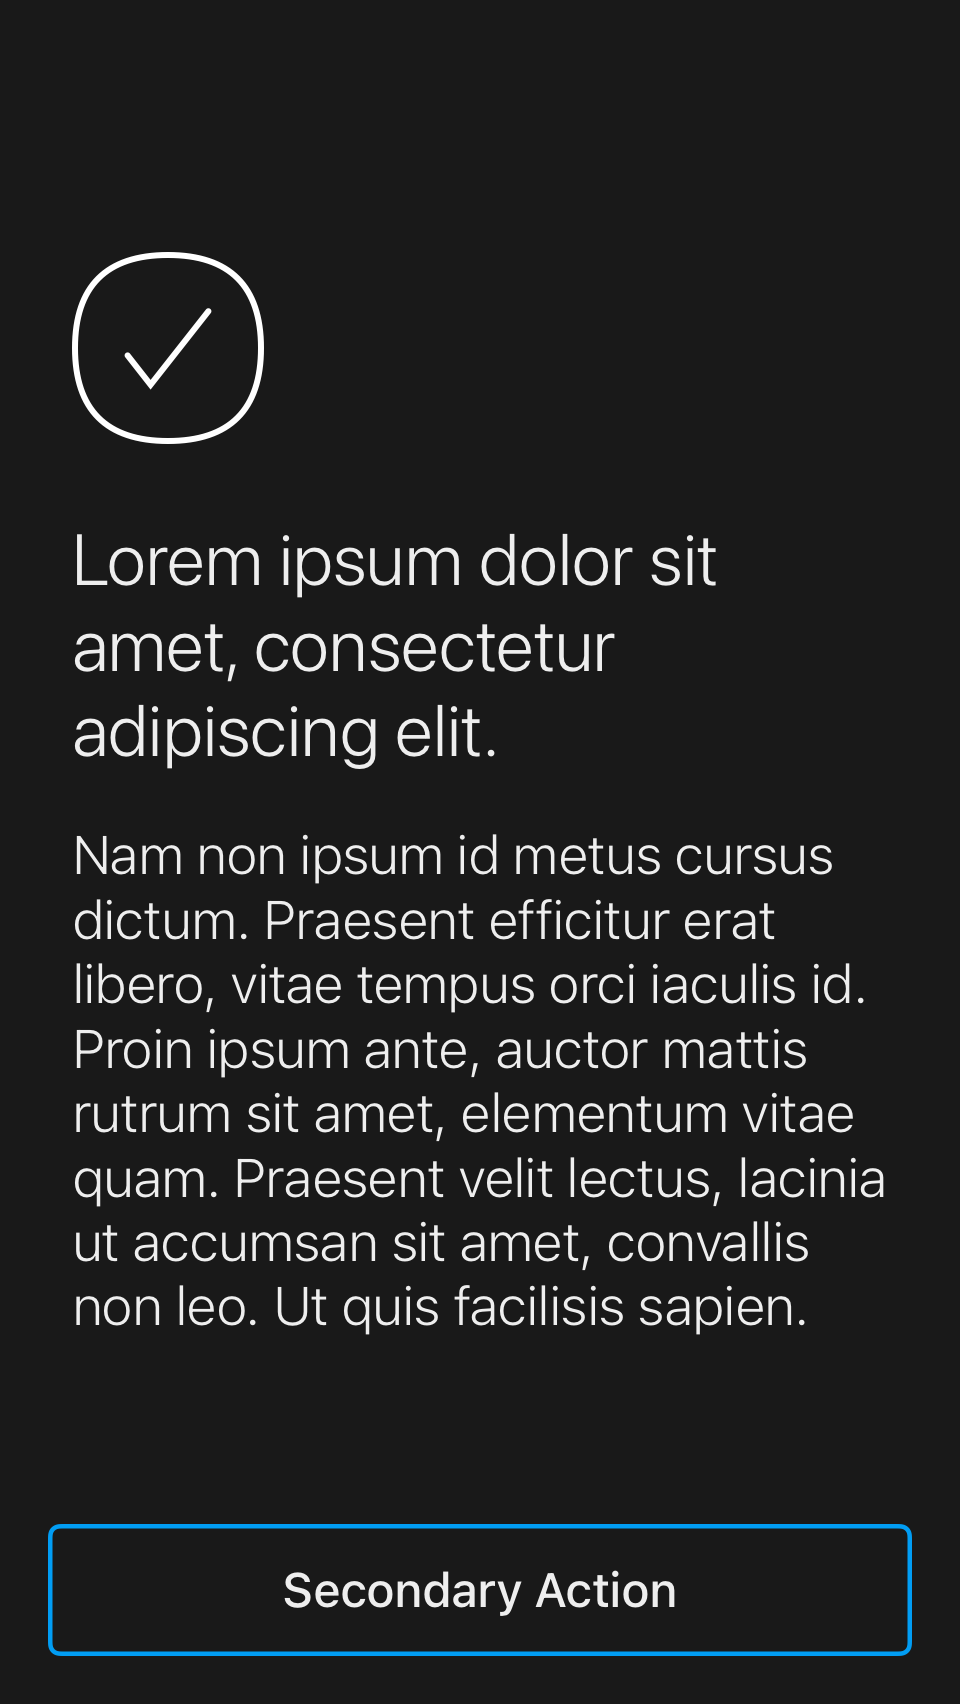 Lorem ipsum dolor sit
amet, consectetur
adipiscing elit.
Nam non ipsum id metus cursus
dictum. Praesent efficitur erat
libero, vitae tempus orci iaculis id.
Proin ipsum ante, auctor mattis
rutrum sit amet, elementum vitae
quam. Praesent velit lectus, lacinia
ut accumsan sit amet, convallis
non leo. Ut quis facilisis sapien.
Secondary Action